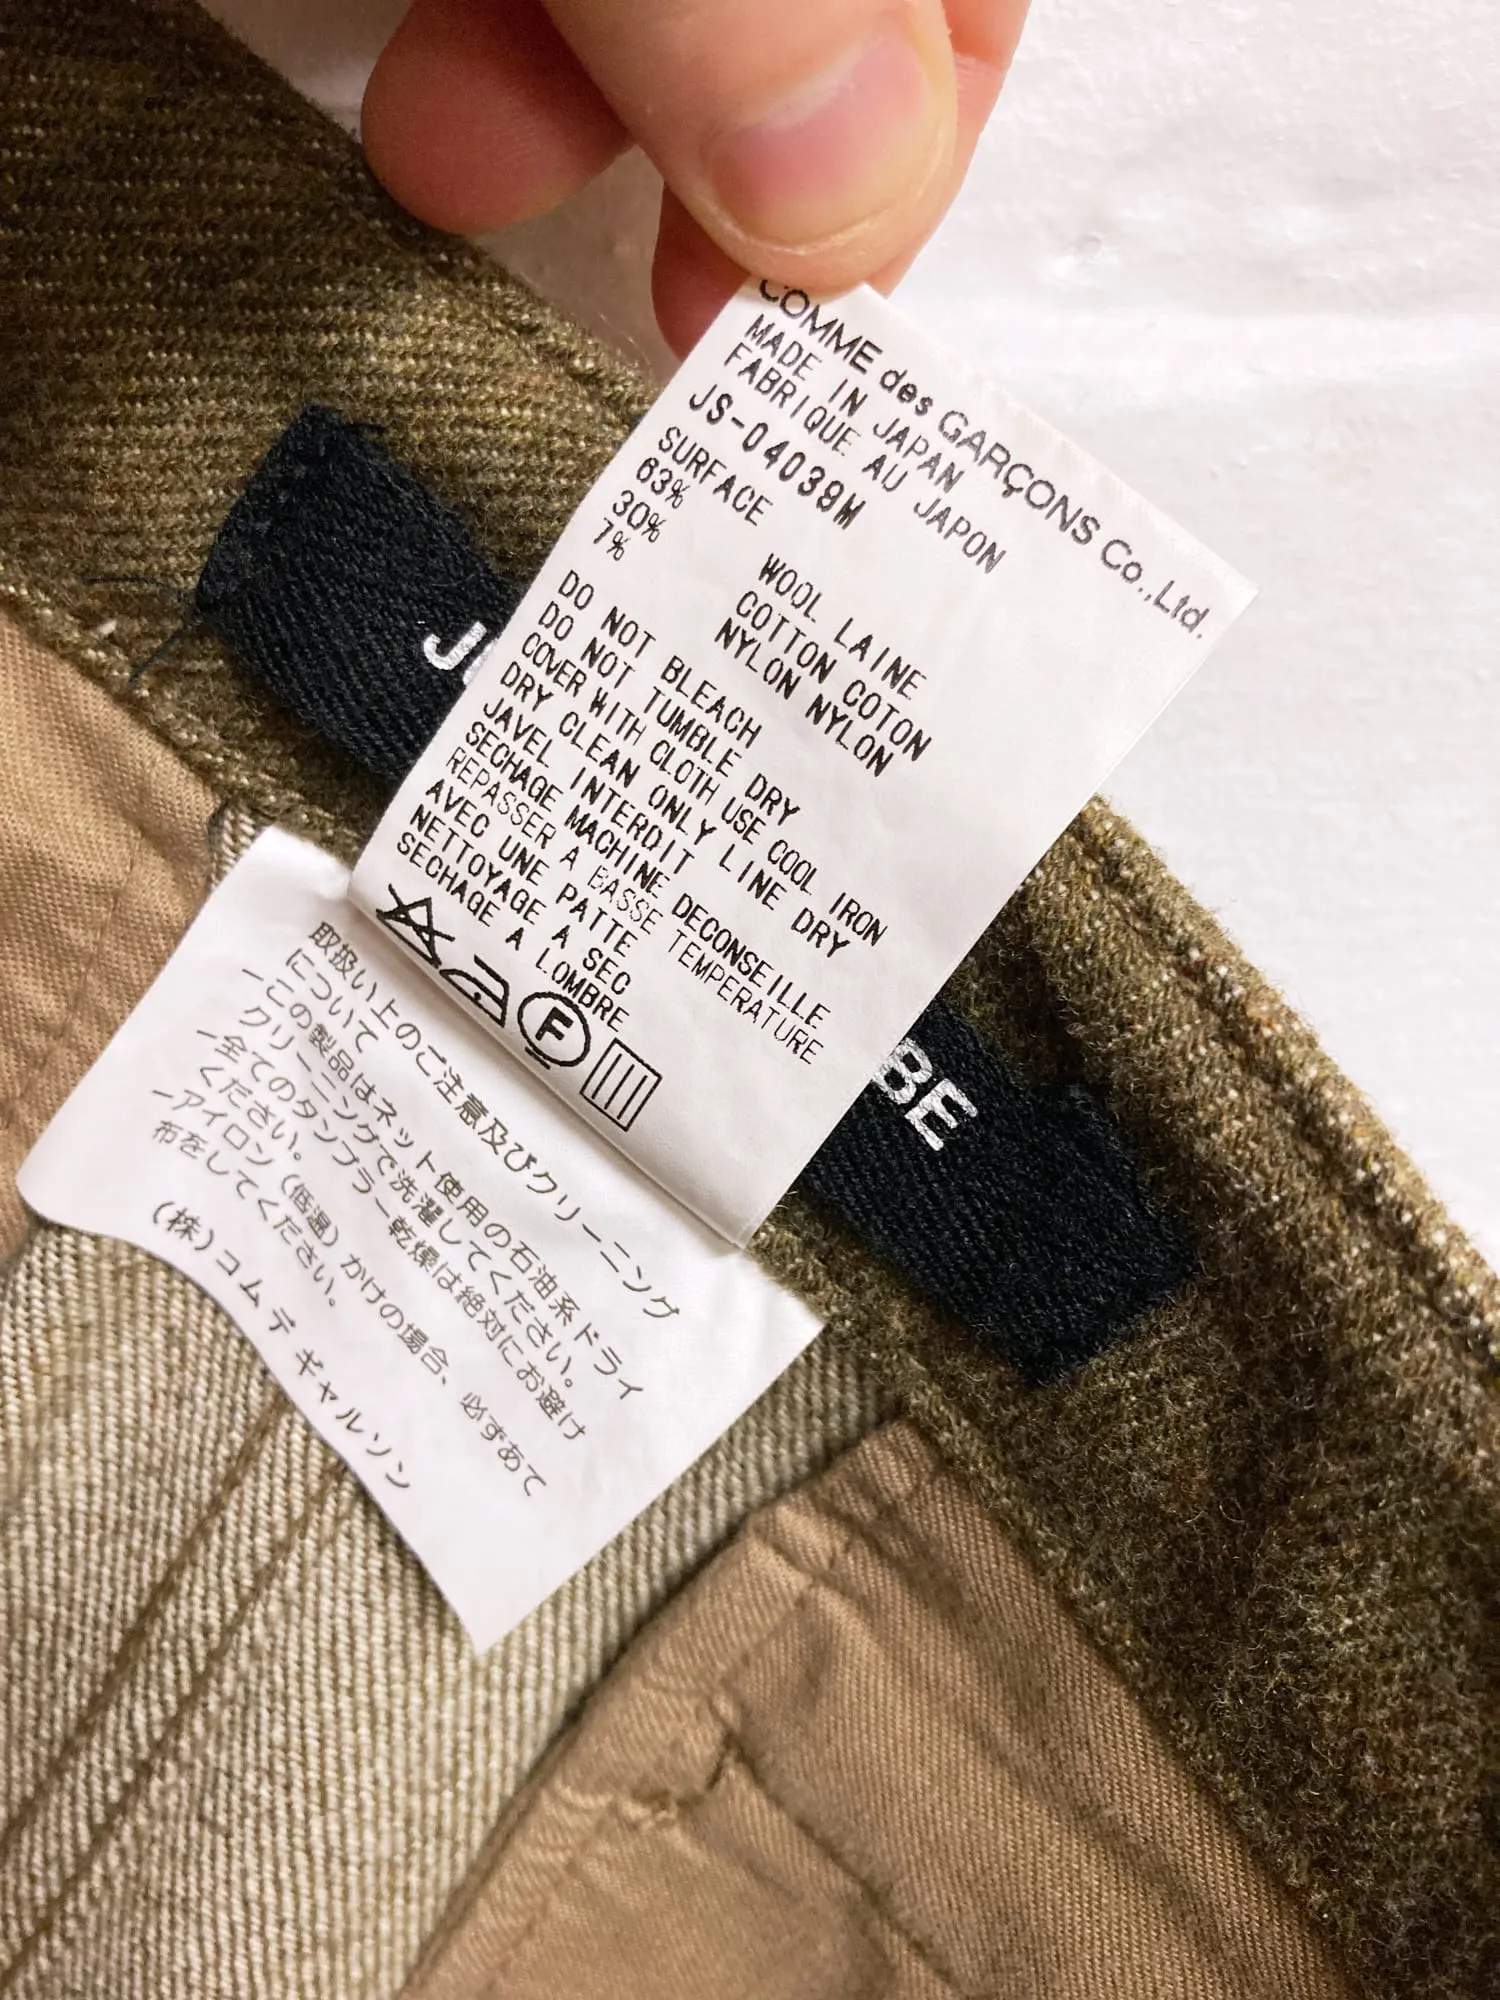 COMME des GARÇONS Co.,Ltd.
MADE IN JAPAN
FABRIQUE AU JAPON
JS-04039M
SURFACE
63% WOOL LAINE
30% COTTON COTON
7% NYLON NYLON
DO NOT BLEACH
DO NOT TUMBLE DRY
COVER WITH CLOTH USE COOL IRON
DRY CLEAN ONLY LINE DRY
JAVEL INTERDIT
SECHAGE MACHINE DECONSEILLE
REPASSER A BASSE TEMPERATURE
AVEC UNE PATTE
NETTOYAGE A SEC
SECHAGE A LOMBRE
F
BE
取扱い上のご注意及びクリーニング
について
ーこの製品はネット使用の石油系ドライ
クリーニングで洗濯してください。
ー全てのタンブラー乾燥は絶対にお避け
ください。
ーアイロン(低温)かけの場合、必ずあて
布をしてください。
(株)コム デ ギャルソン